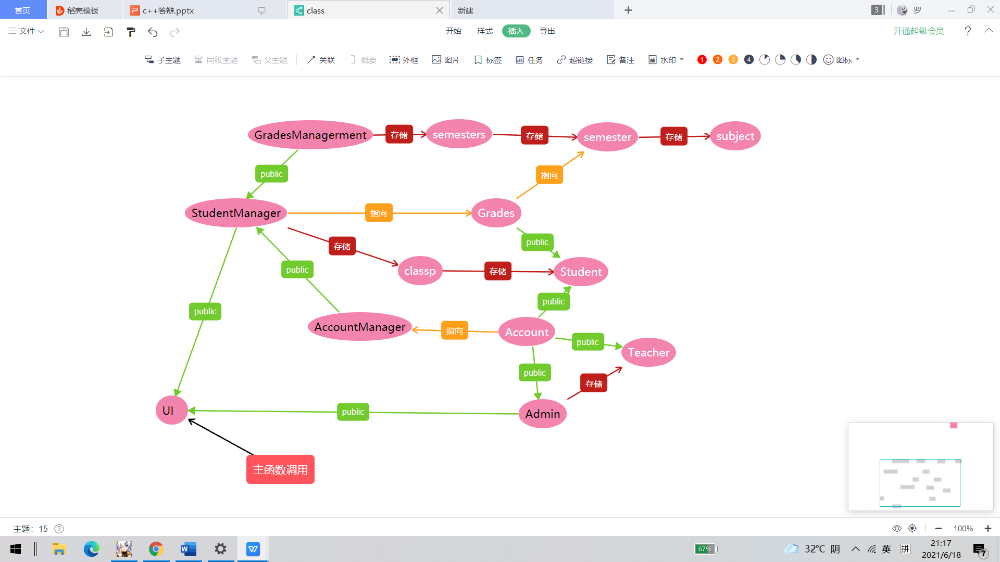 首页
稻壳模板
c++答辩.pptx
class
新建
3
罗
文件
开始
样式
插入
导出
开通超级会员
?
子主题
同级主题
父主题
关联
概要
外框
图片
标签
任务
超链接
备注
水印
1
2
3
4
图标
GradesManagerment
存储
semesters
存储
semester
存储
subject
public
指向
StudentManager
指向
Grades
public
存储
classp
存储
Student
public
public
public
AccountManager
指向
Account
public
Teacher
public
存储
UI
public
Admin
主函数调用
主题：15
?
100%
67%
32°C 阴
英
拼
21:17
2021/6/18
7